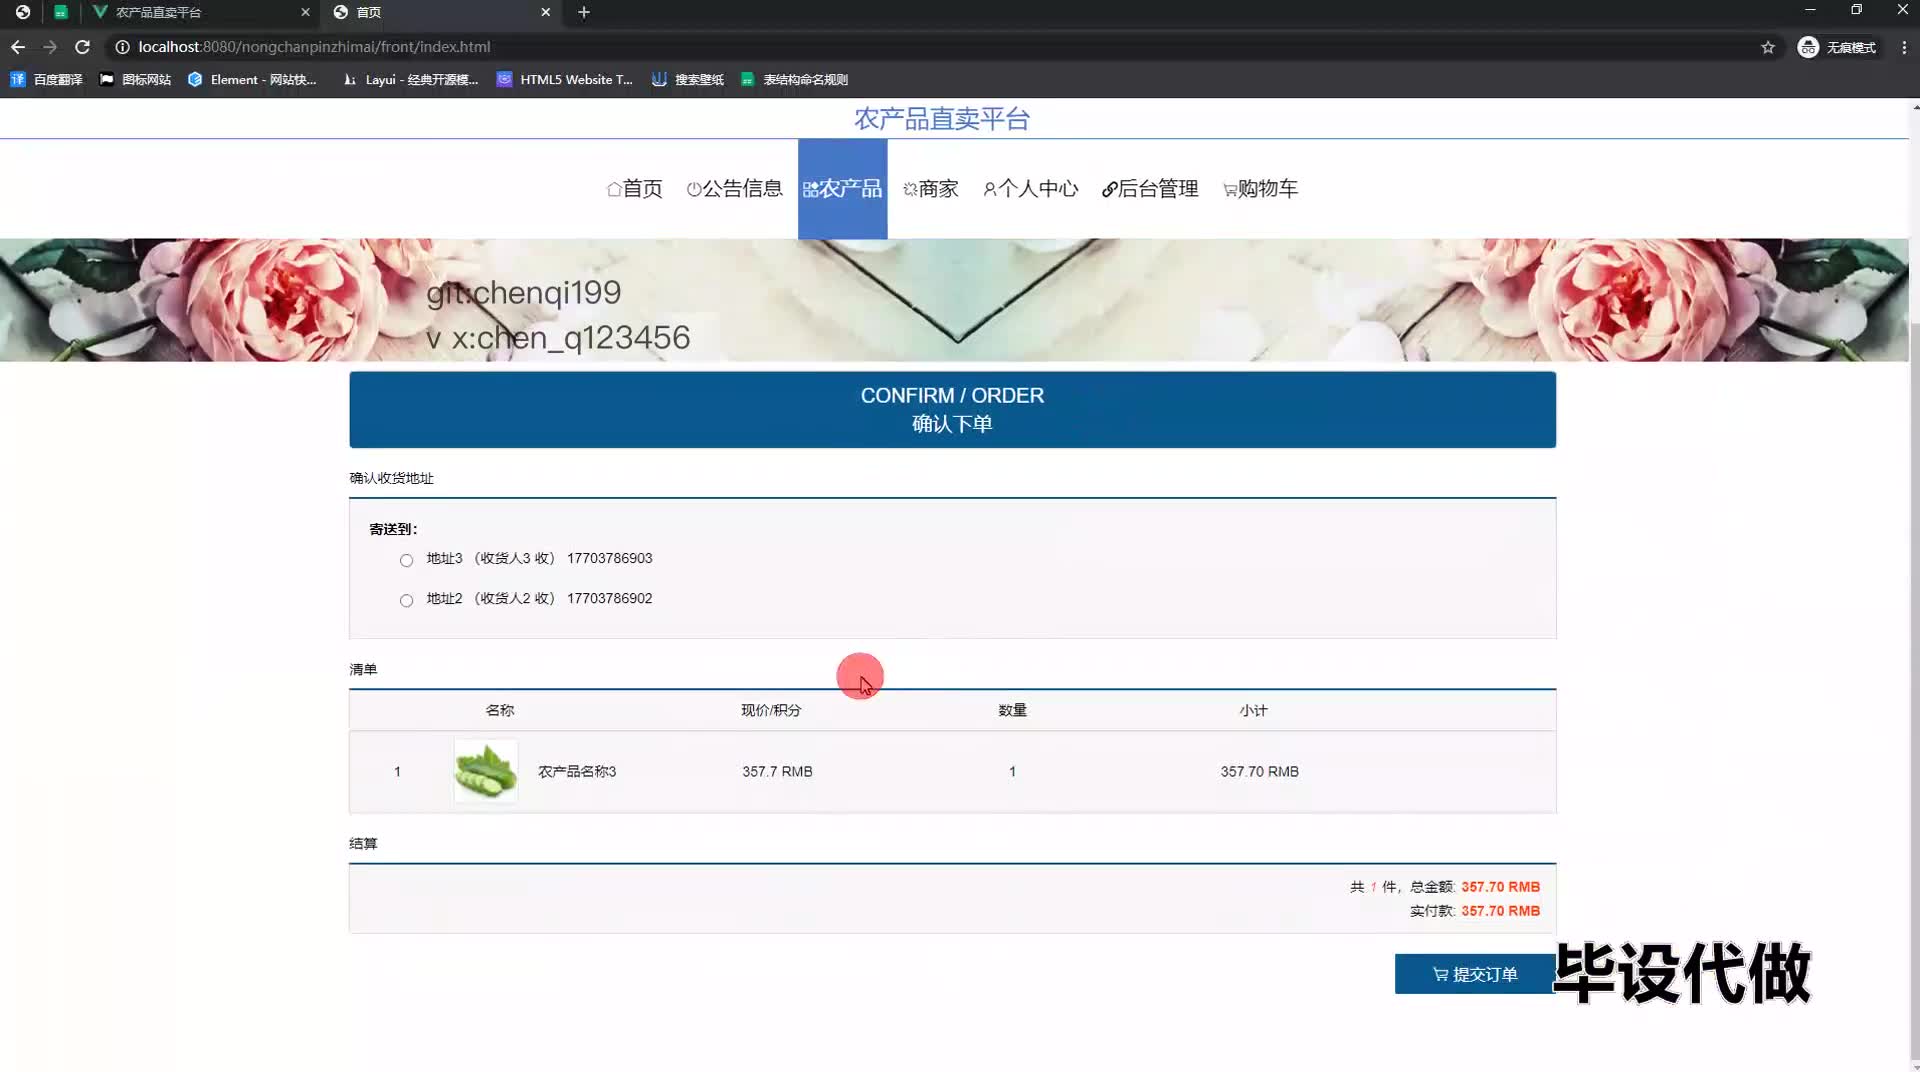 农产品直卖平台
首页
localhost:8080/nongchanpinzhimai/front/index.html
无痕模式
百度翻译
图标网站
Element - 网站快...
Layui - 经典开源模...
HTML5 Website T...
搜索壁纸
表结构命名规则
农产品直卖平台
首页
公告信息
农产品
商家
个人中心
后台管理
购物车
git:chenqi199
v x:chen_q123456
CONFIRM / ORDER
确认下单
确认收货地址
寄送到：
地址3 （收货人3 收） 17703786903
地址2 （收货人2 收） 17703786902
清单
名称 现价/积分 数量 小计
1 农产品名称3 357.7 RMB 1 357.70 RMB
结算
共 1 件，总金额: 357.70 RMB
实付款: 357.70 RMB
提交订单
毕设代做